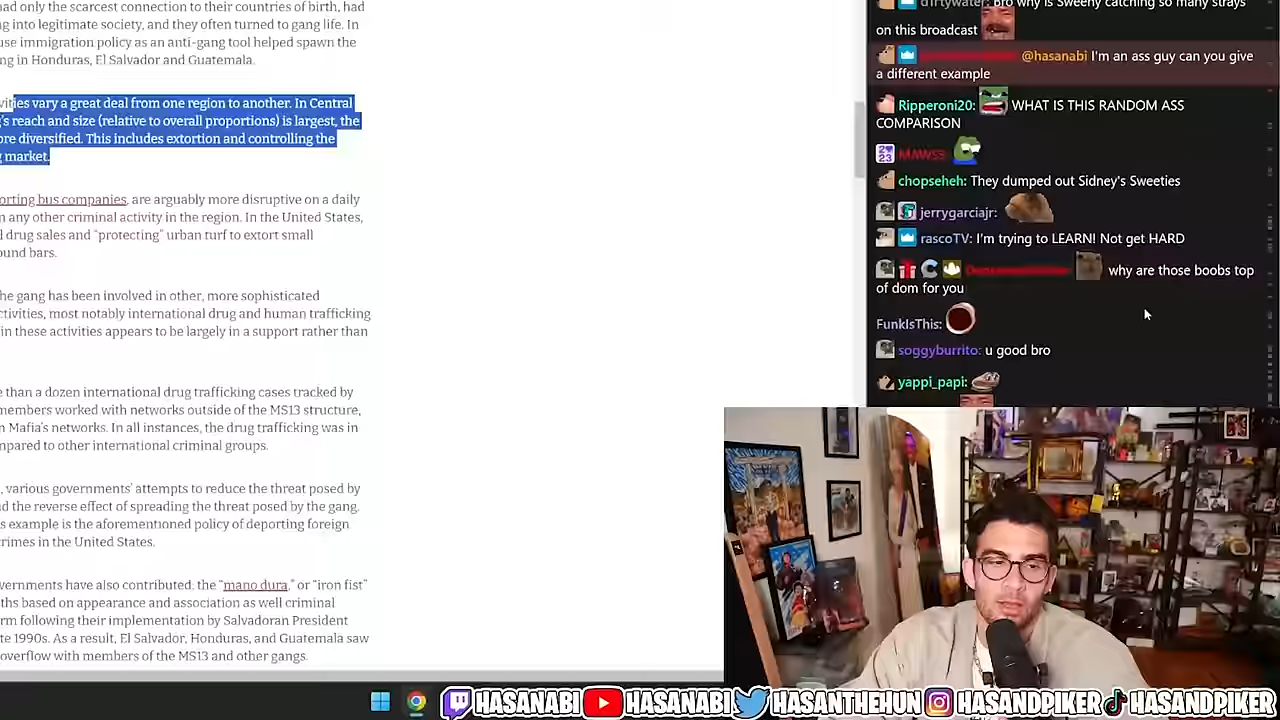 ad only the scarcest connection to their countries of birth, had
ng into legitimate society, and they often turned to gang life. In
use immigration policy as an anti-gang tool helped spawn the
ng in Honduras, El Salvador and Guatemala.
vities vary a great deal from one region to another. In Central
g's reach and size (relative to overall proportions) is largest, the
ore diversified. This includes extortion and controlling the
g market.
orting bus companies, are arguably more disruptive on a daily
n any other criminal activity in the region. In the United States,
l drug sales and “protecting” urban turf to extort small
ound bars.
he gang has been involved in other, more sophisticated
ctivities, most notably international drug and human trafficking
in these activities appears to be largely in a support rather than
e than a dozen international drug trafficking cases tracked by
members worked with networks outside of the MS13 structure,
n Mafia's networks. In all instances, the drug trafficking was in
mpared to other international criminal groups.
, various governments' attempts to reduce the threat posed by
d the reverse effect of spreading the threat posed by the gang.
s example is the aforementioned policy of deporting foreign
rimes in the United States.
vernments have also contributed: the “mano dura,” or “iron fist”
ths based on appearance and association as well criminal
rm following their implementation by Salvadoran President
te 1990s. As a result, El Salvador, Honduras, and Guatemala saw
overflow with members of the MS13 and other gangs.
d1rtywater: Bro why is Sweeny catching so many strays
on this broadcast
@hasanabi I'm an ass guy can you give
a different example
Ripperoni20: WHAT IS THIS RANDOM ASS
COMPARISON
MAWS3
chopseheh: They dumped out Sidney's Sweeties
jerrygarciajr:
rascoTV: I'm trying to LEARN! Not get HARD
why are those boobs top
of dom for you
FunkIsThis:
soggyburrito: u good bro
yappi_papi:
HASANABI HASANABI HASANTHEHUN HASANDPIKER HASANDPIKER